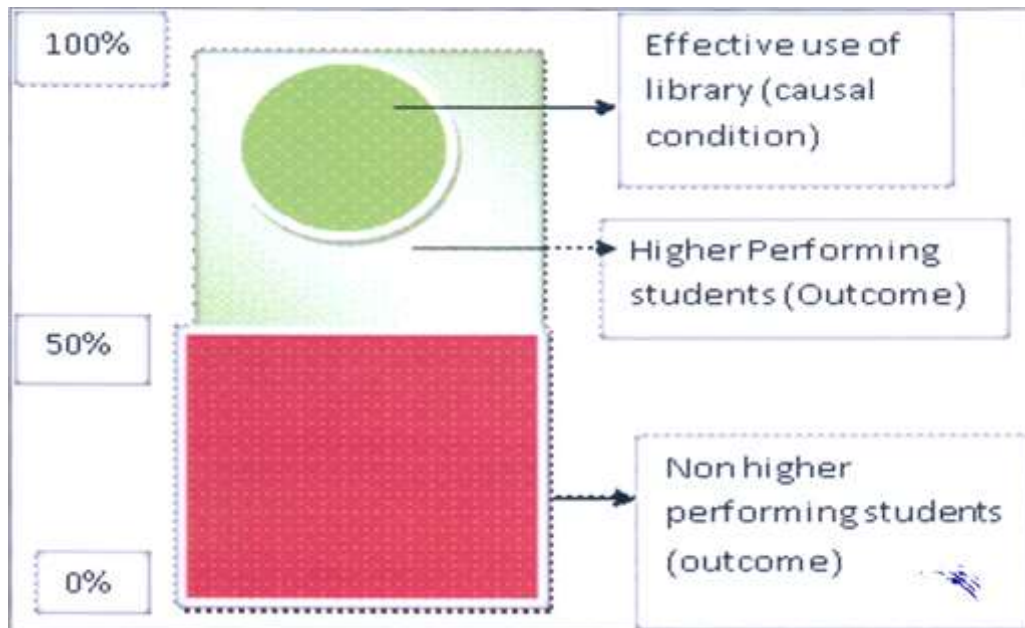 100%
Effective use of
library (causal
condition)
Higher Performing
students (Outcome)
50%
Non higher
performing students
(outcome)
0%